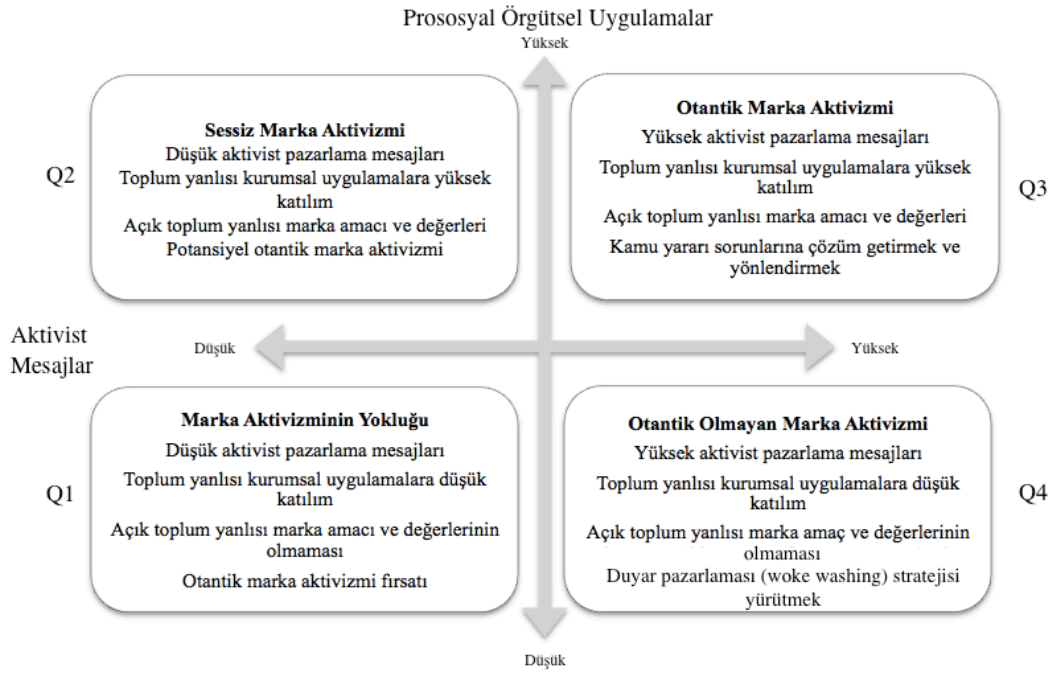 Prososyal Örgütsel Uygulamalar
Yüksek
Q2
Sessiz Marka Aktivizmi
Düşük aktivist pazarlama mesajları
Toplum yanlısı kurumsal uygulamalara yüksek
katılım
Açık toplum yanlısı marka amacı ve değerleri
Potansiyel otantik marka aktivizmi
Otantik Marka Aktivizmi
Yüksek aktivist pazarlama mesajları
Toplum yanlısı kurumsal uygulamalara yüksek
katılım
Açık toplum yanlısı marka amacı ve değerleri
Kamu yararı sorunlarına çözüm getirmek ve
yönlendirmek
Q3
Aktivist
Mesajlar
Düşük
Yüksek
Q1
Marka Aktivizminin Yokluğu
Düşük aktivist pazarlama mesajları
Toplum yanlısı kurumsal uygulamalara düşük
katılım
Açık toplum yanlısı marka amacı ve değerlerinin
olmaması
Otantik marka aktivizmi fırsatı
Otantik Olmayan Marka Aktivizmi
Yüksek aktivist pazarlama mesajları
Toplum yanlısı kurumsal uygulamalara düşük
katılım
Açık toplum yanlısı marka amaç ve değerlerinin
olmaması
Duyar pazarlaması (woke washing) stratejisi
yürütmek
Q4
Düşük